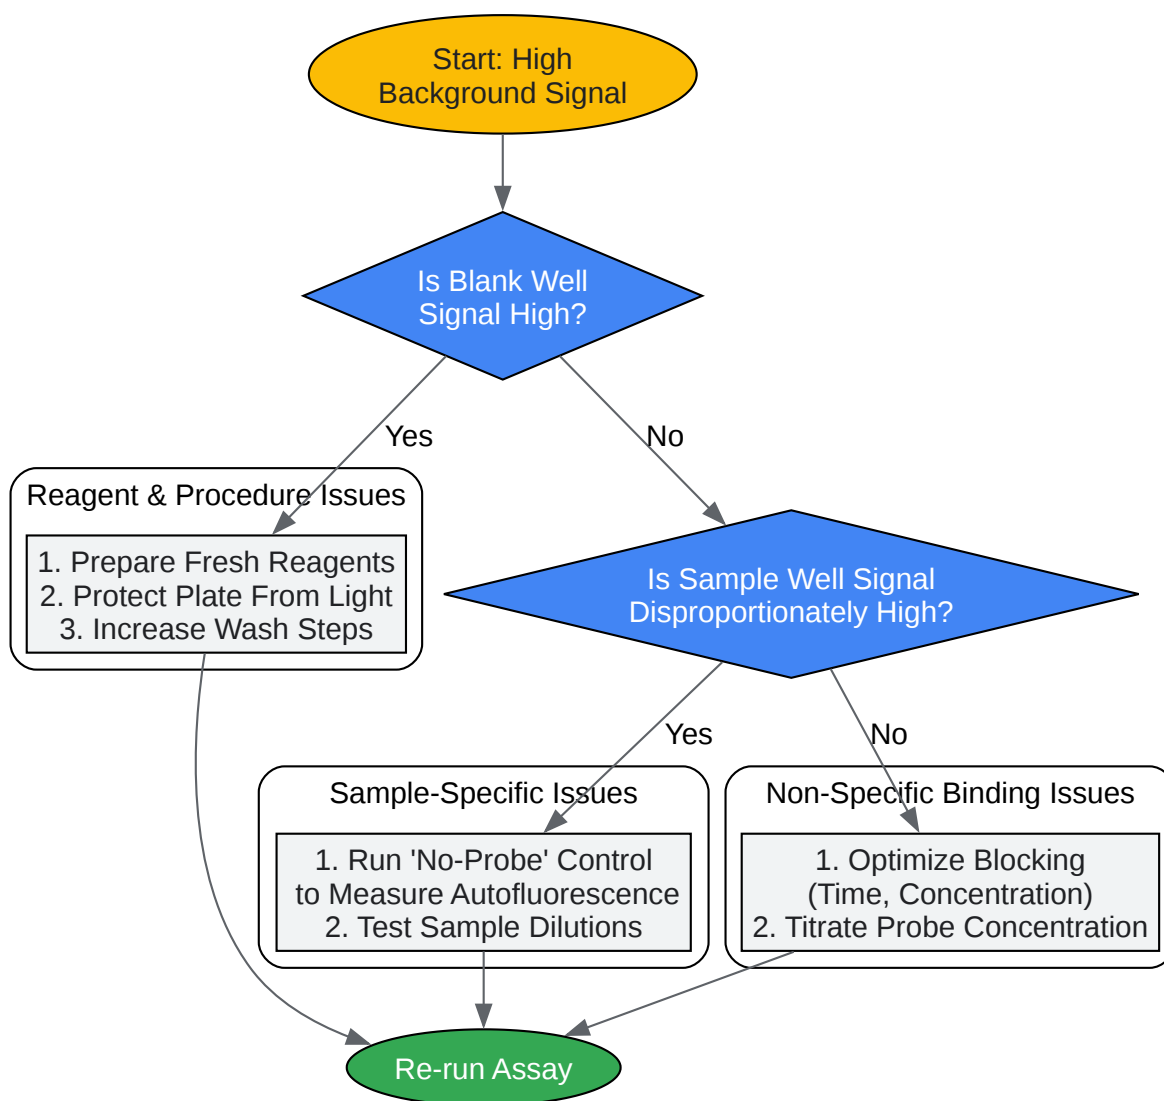 Start: High
Background Signal
Is Blank Well
Signal High?
Yes
No
Reagent & Procedure Issues
1. Prepare Fresh Reagents
2. Protect Plate From Light
3. Increase Wash Steps
Is Sample Well Signal
Disproportionately High?
Yes
No
Sample-Specific Issues
1. Run 'No-Probe' Control
to Measure Autofluorescence
2. Test Sample Dilutions
Non-Specific Binding Issues
1. Optimize Blocking
(Time, Concentration)
2. Titrate Probe Concentration
Re-run Assay